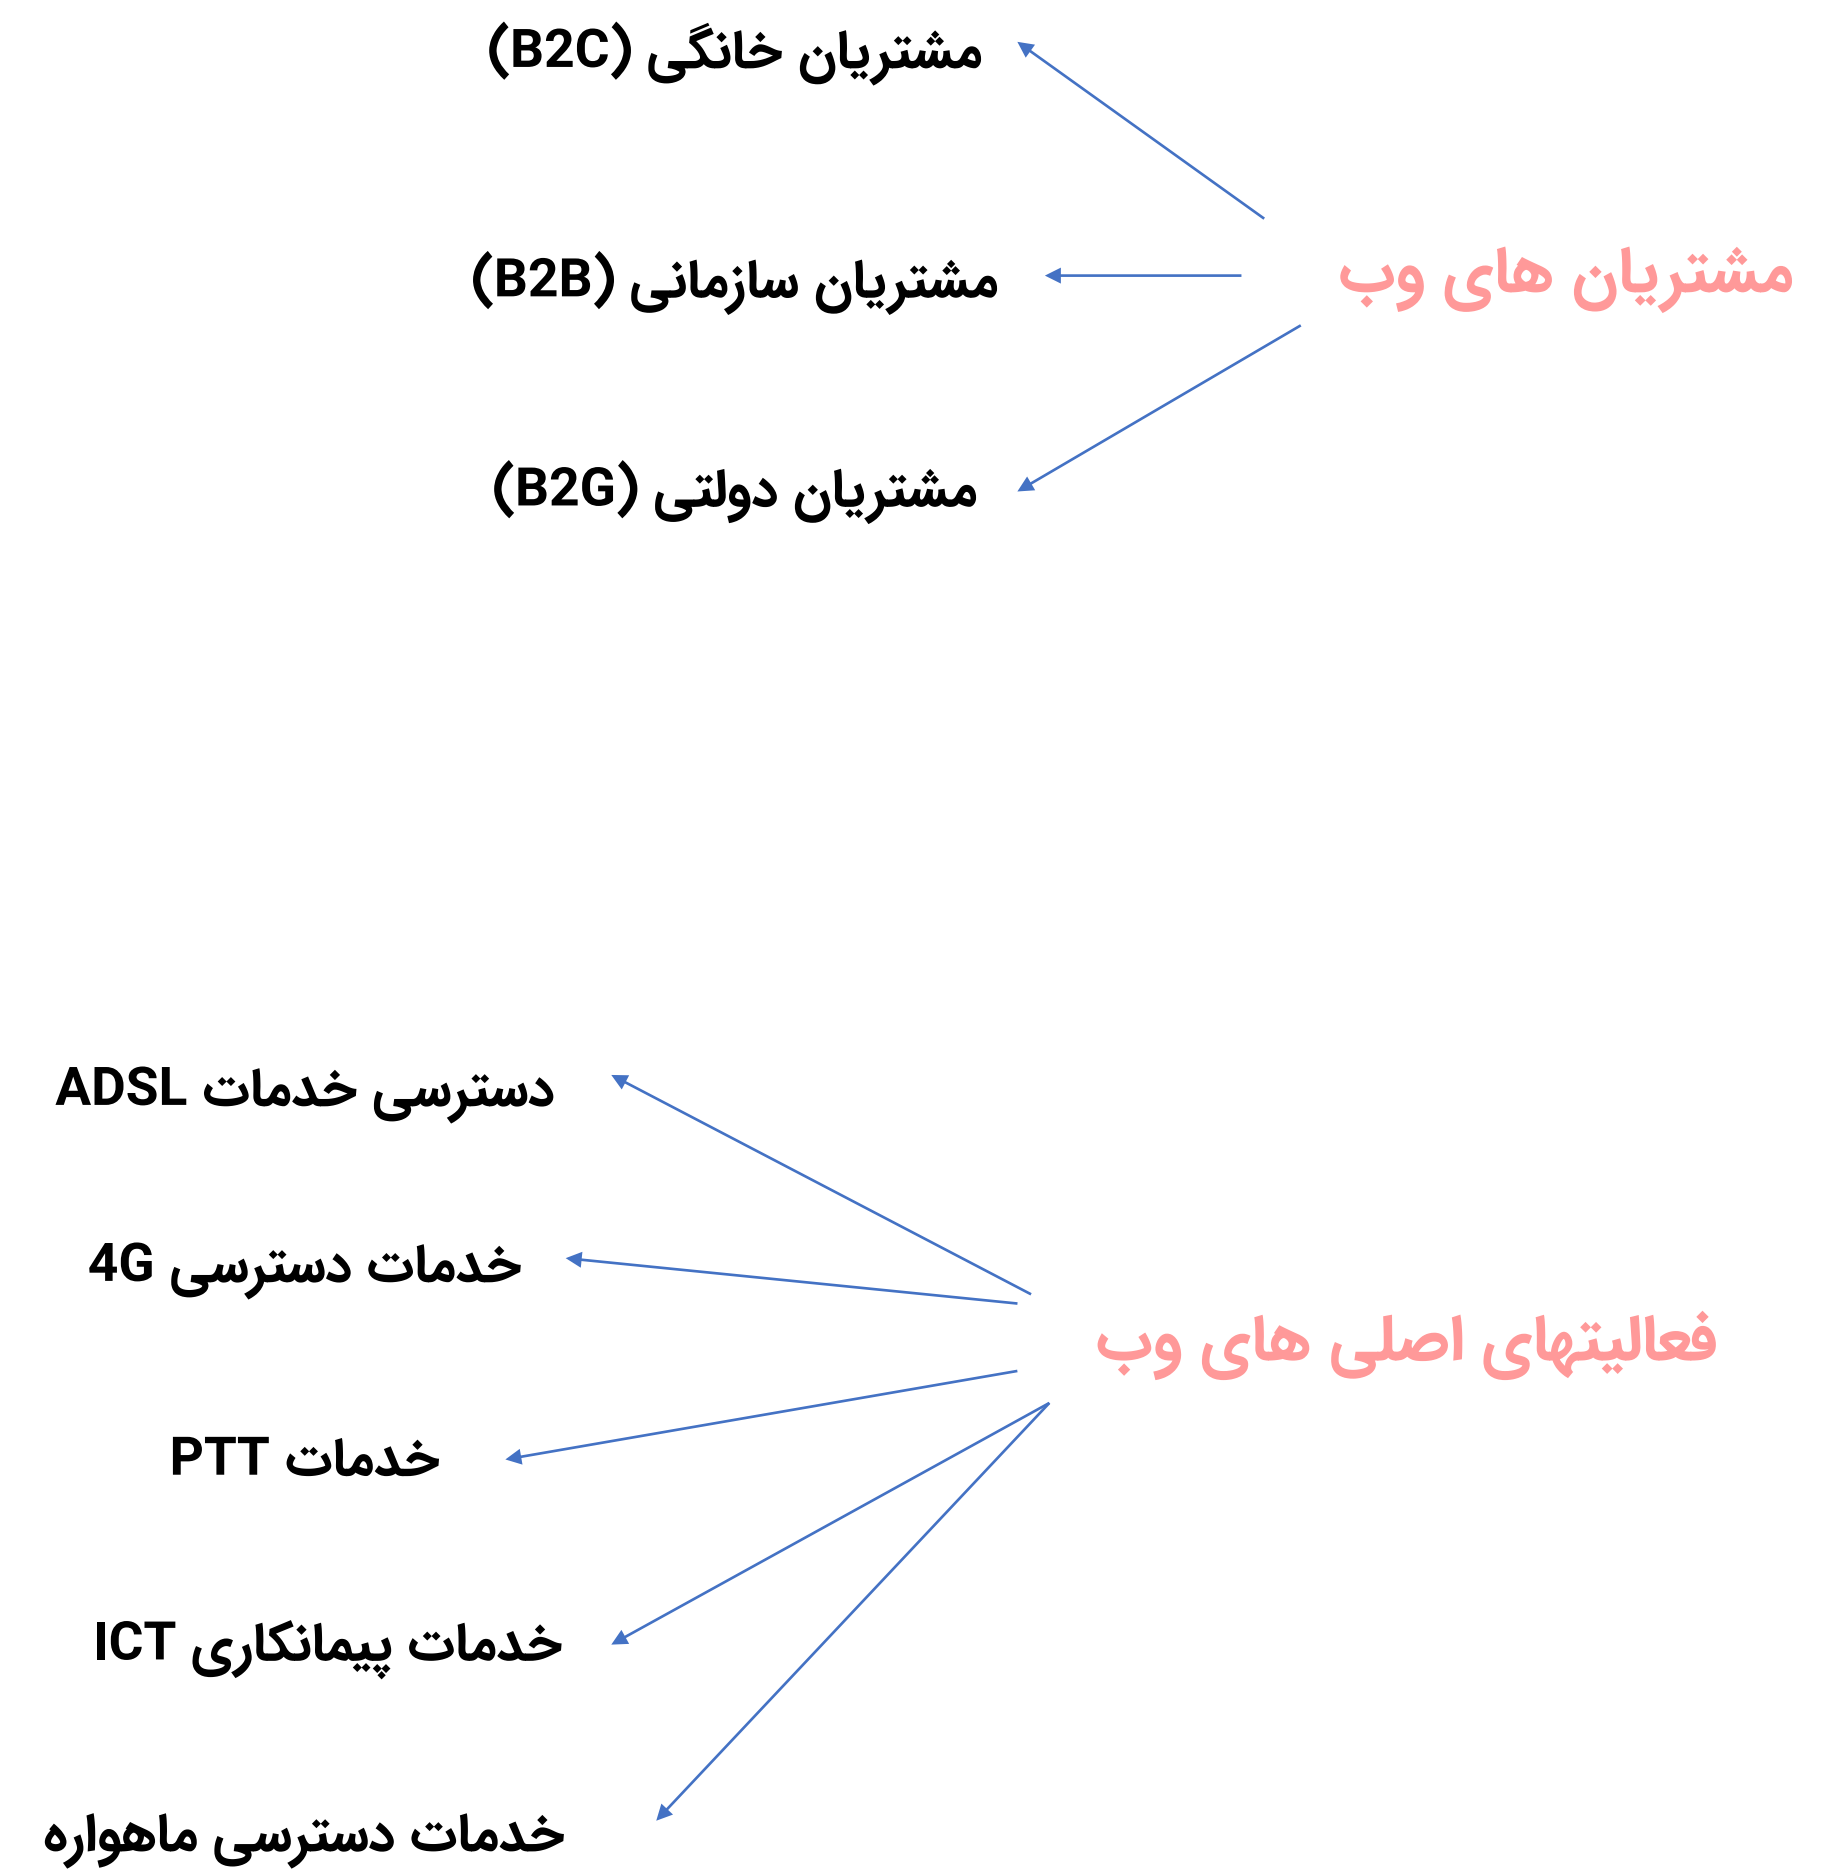 مشتریان های وب
مشتریان خانگی (B2C)
مشتریان سازمانی (B2B)
مشتریان دولتی (B2G)
فعالیتهای اصلی های وب
دسترسی خدمات ADSL
خدمات دسترسی 4G
خدمات PTT
خدمات پیمانکاری ICT
خدمات دسترسی ماهواره